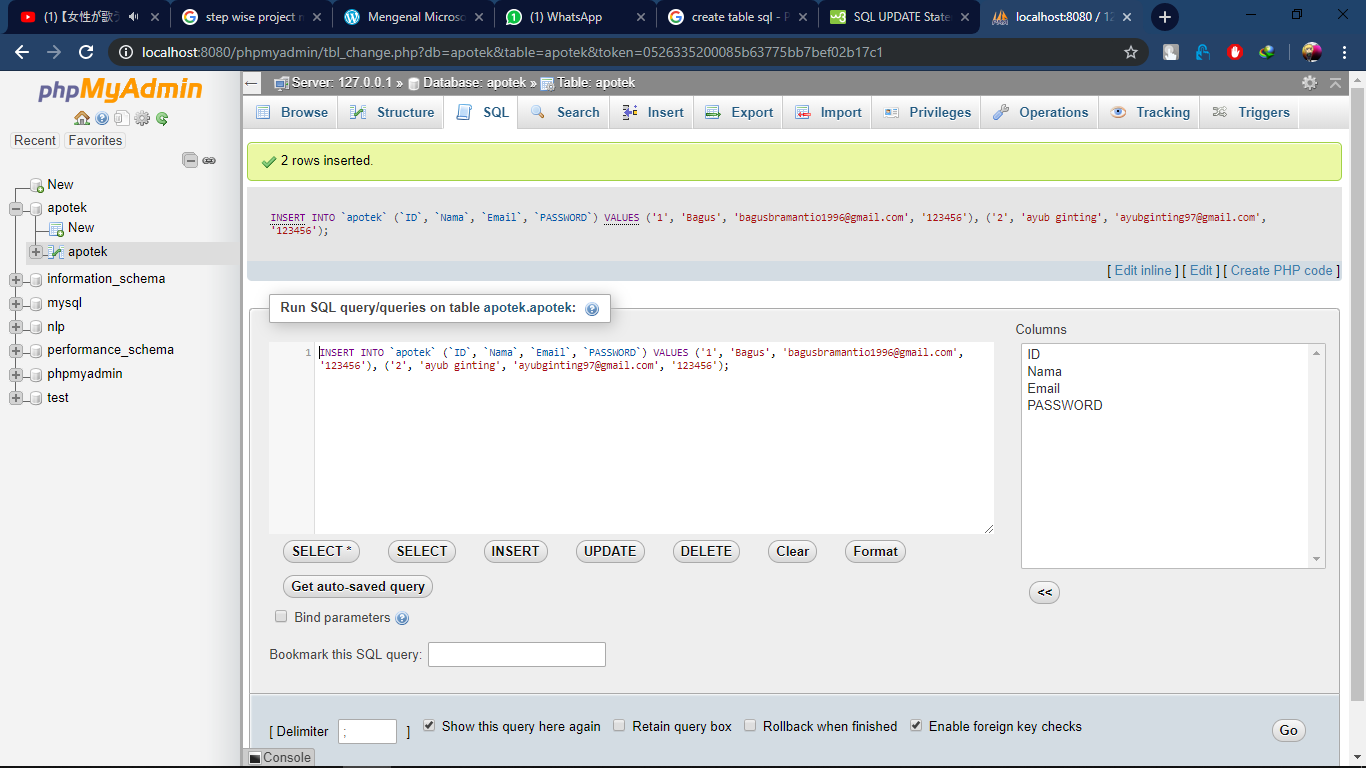 (1)【女性が歌う
step wise project m
Mengenal Microso
(1) WhatsApp
create table sql - P
SQL UPDATE State
localhost:8080 / 12
localhost:8080/phpmyadmin/tbl_change.php?db=apotek&table=apotek&token=0526335200085b63775bb7bef02b17c1
phpMyAdmin
Recent
Favorites
New
apotek
New
apotek
information_schema
mysql
nlp
performance_schema
phpmyadmin
test
Server: 127.0.0.1 » Database: apotek » Table: apotek
Browse
Structure
SQL
Search
Insert
Export
Import
Privileges
Operations
Tracking
Triggers
2 rows inserted.
INSERT INTO `apotek` (`ID`, `Nama`, `Email`, `PASSWORD`) VALUES ('1', 'Bagus', 'bagusbramantio1996@gmail.com', '123456'), ('2', 'ayub ginting', 'ayubginting97@gmail.com',
'123456');
[ Edit inline ] [ Edit ] [ Create PHP code ]
Run SQL query/queries on table apotek.apotek:
1 INSERT INTO `apotek` (`ID`, `Nama`, `Email`, `PASSWORD`) VALUES ('1', 'Bagus', 'bagusbramantio1996@gmail.com',
'123456'), ('2', 'ayub ginting', 'ayubginting97@gmail.com', '123456');
Columns
ID
Nama
Email
PASSWORD
SELECT *
SELECT
INSERT
UPDATE
DELETE
Clear
Format
Get auto-saved query
<<
Bind parameters
Bookmark this SQL query:
[ Delimiter ; ]
Show this query here again
Retain query box
Rollback when finished
Enable foreign key checks
Go
Console